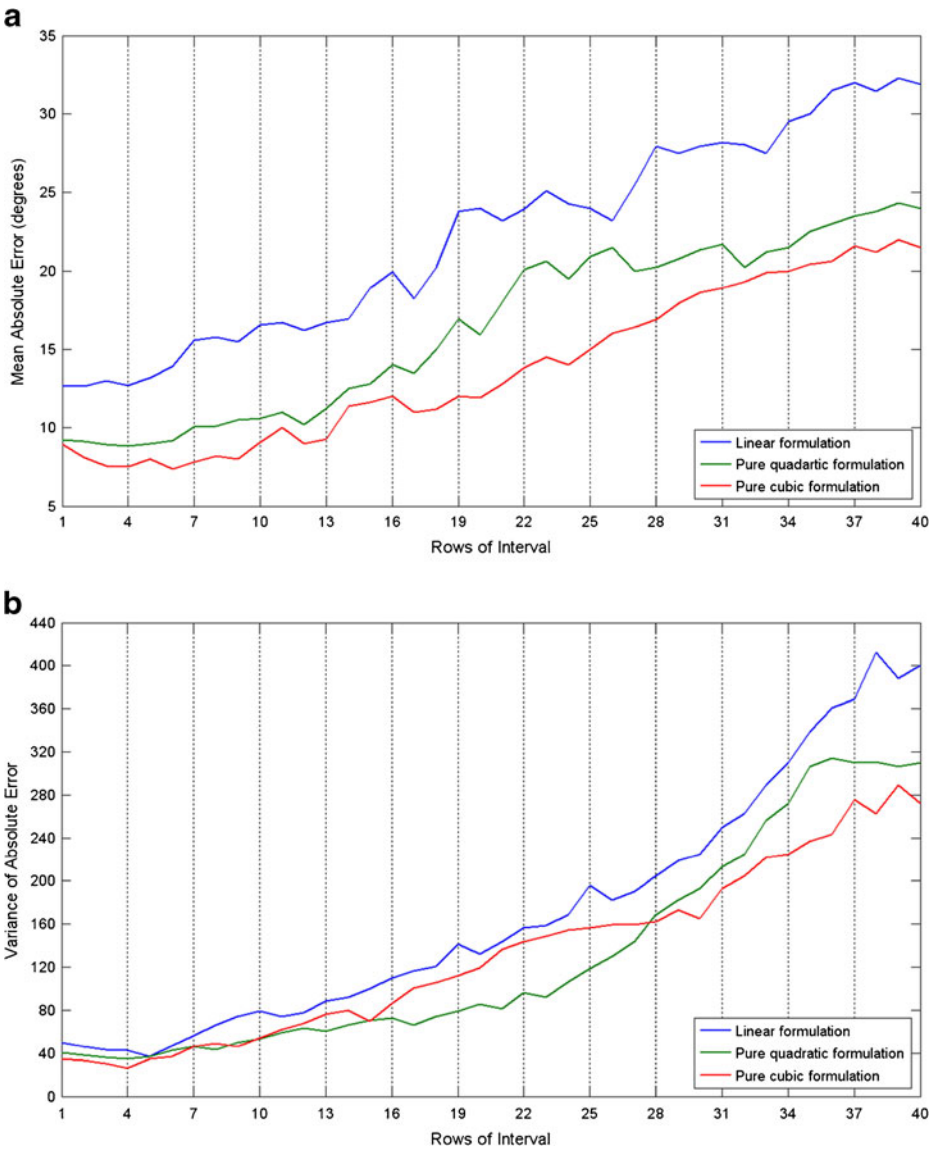 a
35
30
25
20
15
10
5
Mean Absolute Error (degrees)
1 4 7 10 13 16 19 22 25 28 31 34 37 40
Rows of Interval
Linear formulation
Pure quadartic formulation
Pure cubic formulation
b
440
400
360
320
280
240
200
160
120
80
40
0
Variance of Absolute Error
1 4 7 10 13 16 19 22 25 28 31 34 37 40
Rows of Interval
Linear formulation
Pure quadratic formulation
Pure cubic formulation